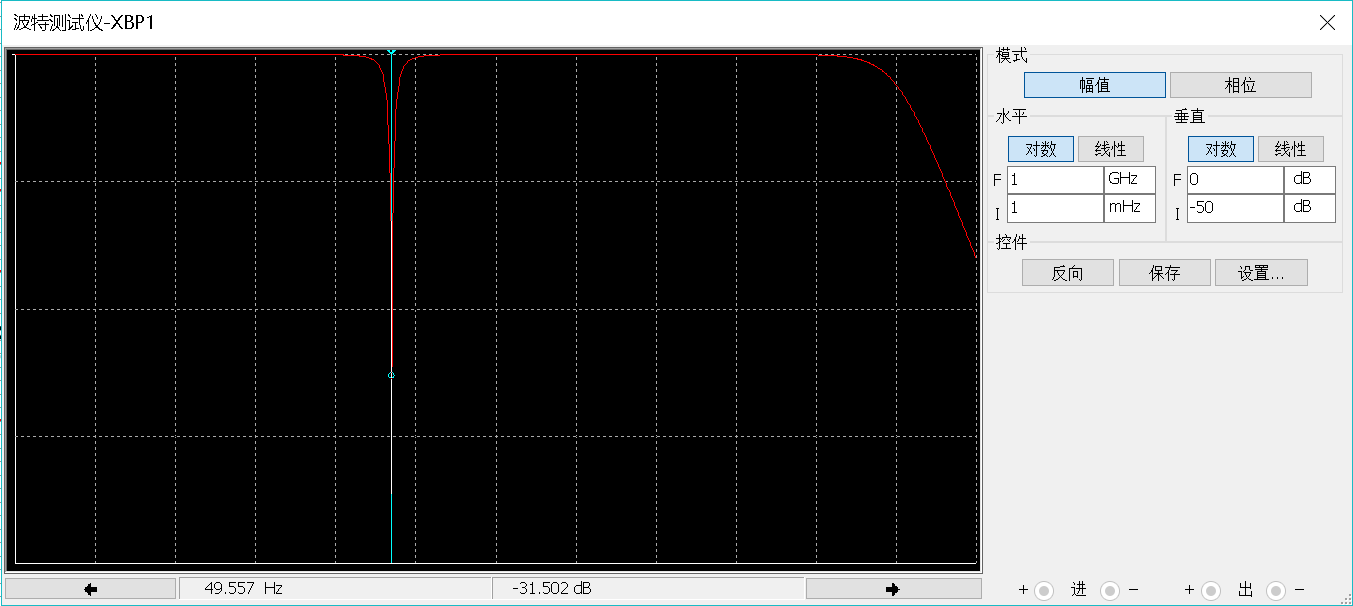 波特测试仪-XBP1
模式
幅值 相位
水平 垂直
对数 线性 对数 线性
F 1 GHz F 0 dB
I 1 mHz I -50 dB
控件
反向 保存 设置...
49.557 Hz -31.502 dB
+ 进 − + 出 −